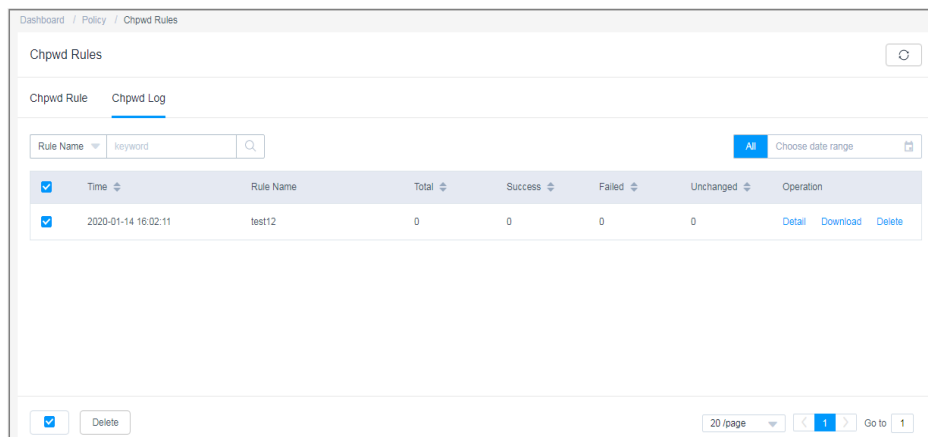 Dashboard / Policy / Chpwd Rules
Chpwd Rules
Chpwd Rule Chpwd Log
Rule Name keyword All Choose date range
Time Rule Name Total Success Failed Unchanged Operation
2020-01-14 16:02:11 test12 0 0 0 0 Detail Download Delete
Delete 20 /page 1 Go to 1